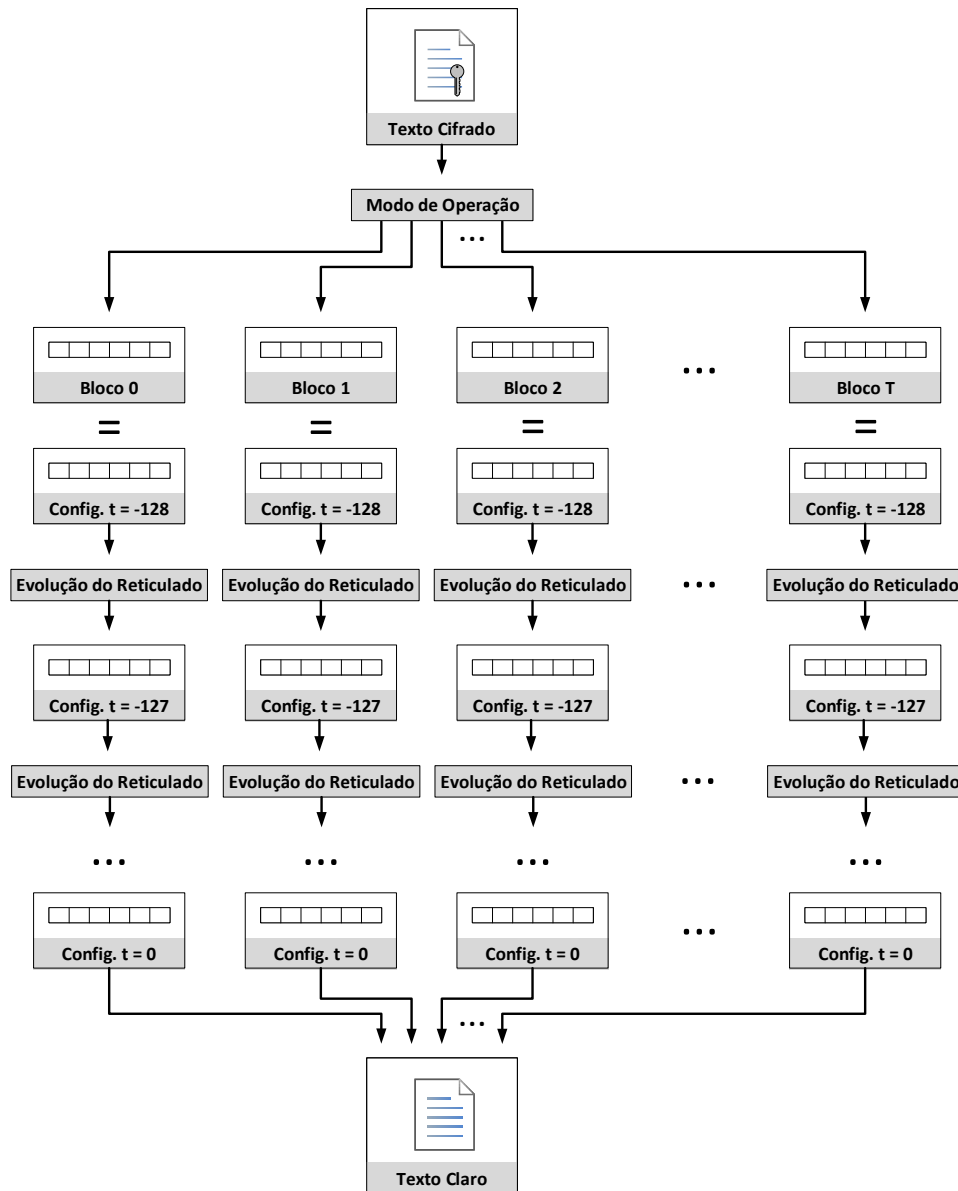 Texto Cifrado
Modo de Operação
...
Bloco 0 Bloco 1 Bloco 2 ... Bloco T
= = = =
Config. t = -128 Config. t = -128 Config. t = -128 Config. t = -128
Evolução do Reticulado Evolução do Reticulado Evolução do Reticulado ... Evolução do Reticulado
Config. t = -127 Config. t = -127 Config. t = -127 Config. t = -127
Evolução do Reticulado Evolução do Reticulado Evolução do Reticulado ... Evolução do Reticulado
... ... ... ...
Config. t = 0 Config. t = 0 Config. t = 0 ... Config. t = 0
...
Texto Claro